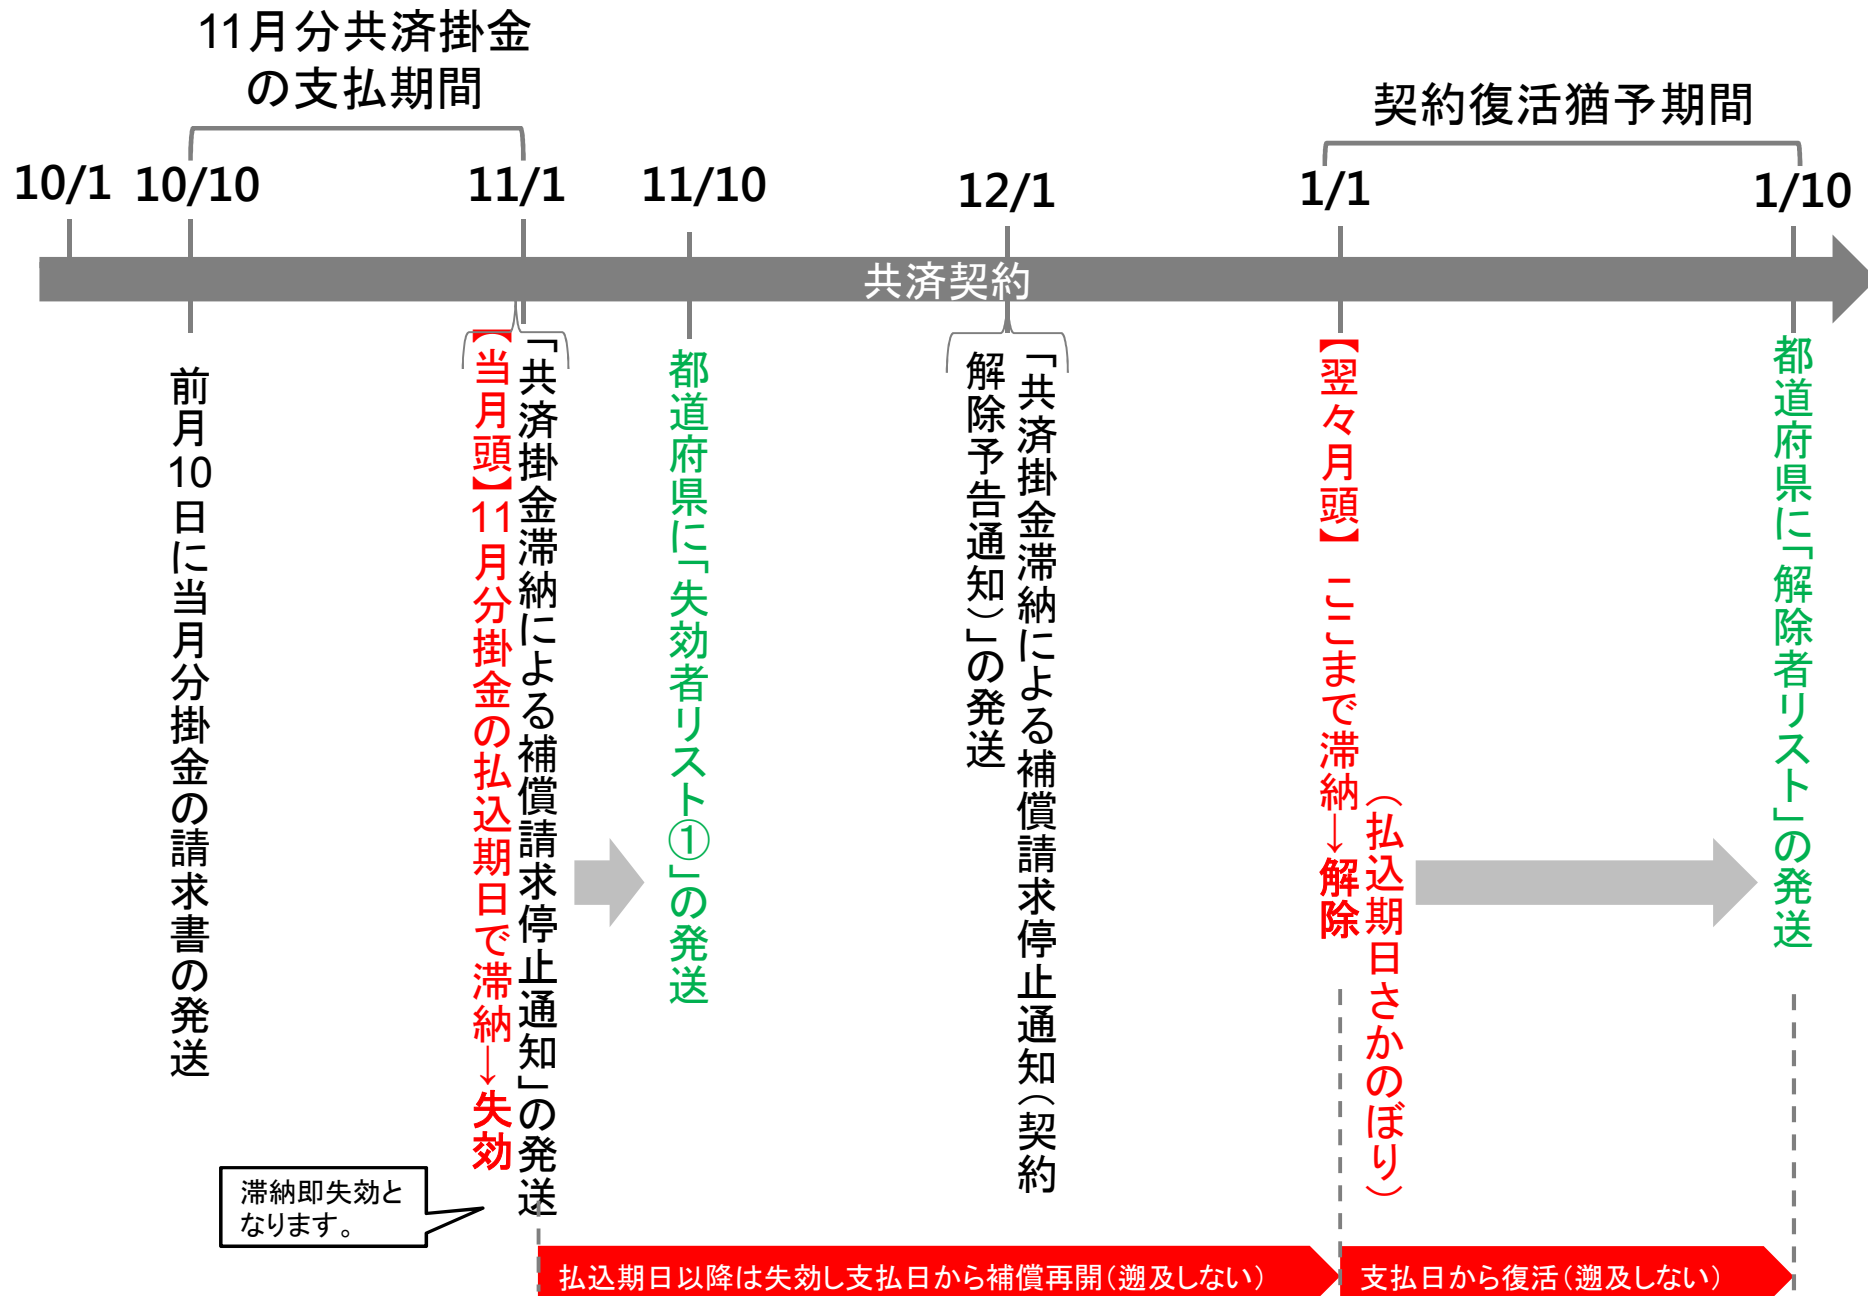 11月分共済掛金
の支払期間
契約復活猶予期間
10/1
10/10
11/1
11/10
12/1
1/1
1/10
共済契約
前月10日に当月分掛金の請求書の発送
【当月頭】11月分掛金の払込期日で滞納→失効
「共済掛金滞納による補償請求停止通知」の発送
都道府県に「失効者リスト①」の発送
「共済掛金滞納による補償請求停止通知(契約
解除予告通知)」の発送
【翌々月頭】 ここまで滞納→解除
(払込期日さかのぼり)
都道府県に「解除者リスト」の発送
滞納即失効と
なります。
払込期日以降は失効し支払日から補償再開(遡及しない)
支払日から復活(遡及しない)